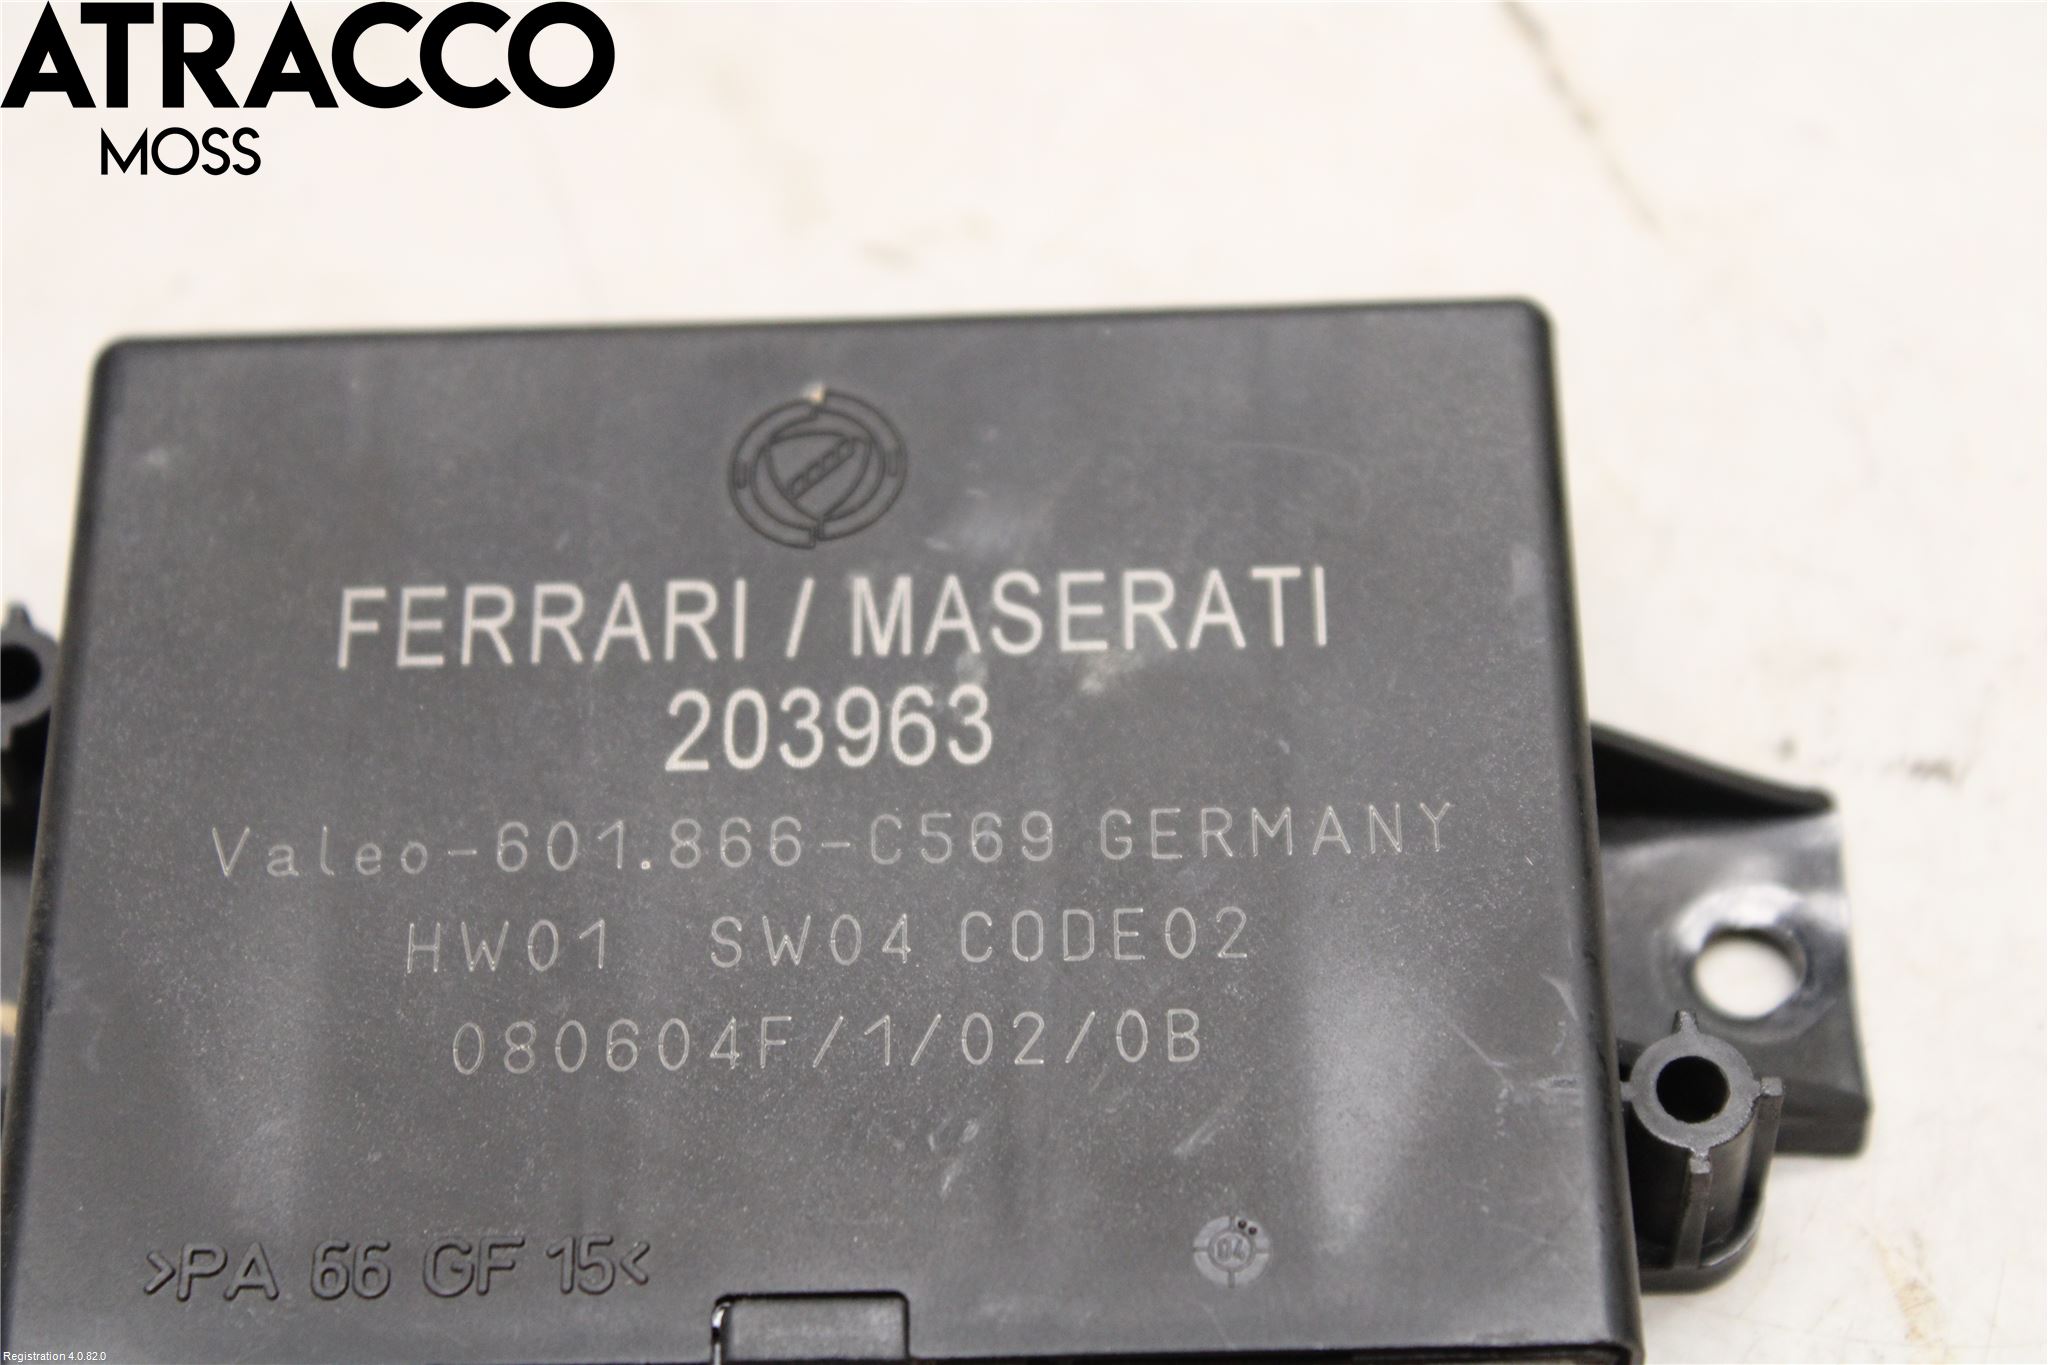 ATRACCO
MOSS
FERRARI / MASERATI
203963
Valeo-601.866-C569 GERMANY
HW01 SW04 CODE02
080604F/1/02/0B
>PA 66 GF 15<
04
Registration 4.0.82.0